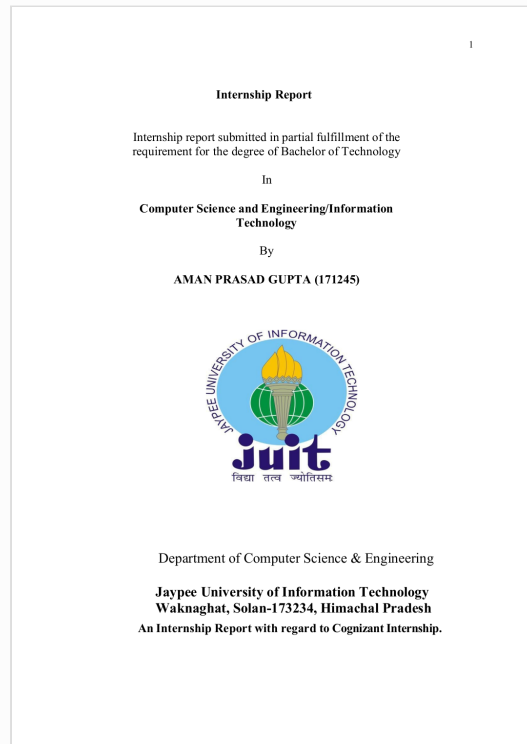 1
Internship Report
Internship report submitted in partial fulfillment of the
requirement for the degree of Bachelor of Technology
In
Computer Science and Engineering/Information
Technology
By
AMAN PRASAD GUPTA (171245)
JAYPEE UNIVERSITY OF INFORMATION TECHNOLOGY
juit
विद्या तत्व ज्योतिसमः
Department of Computer Science & Engineering
Jaypee University of Information Technology
Waknaghat, Solan-173234, Himachal Pradesh
An Internship Report with regard to Cognizant Internship.